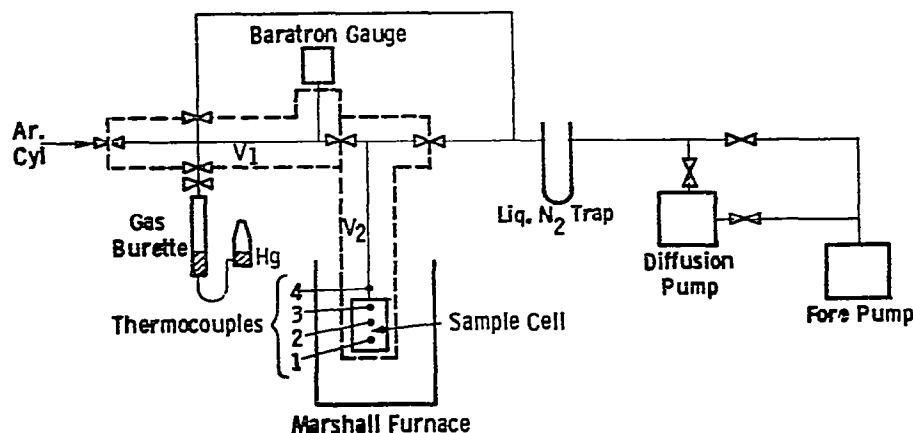 Baratron Gauge
Ar.
Cyl
V1
Liq. N2 Trap
Gas
Burette
Hg
V2
Diffusion
Pump
Fore Pump
Thermocouples
4
3
2
1
Sample Cell
Marshall Furnace